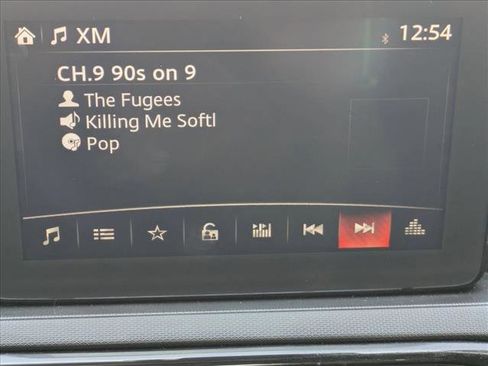 XM 12:54
CH.9 90s on 9
The Fugees
Killing Me Softl
Pop